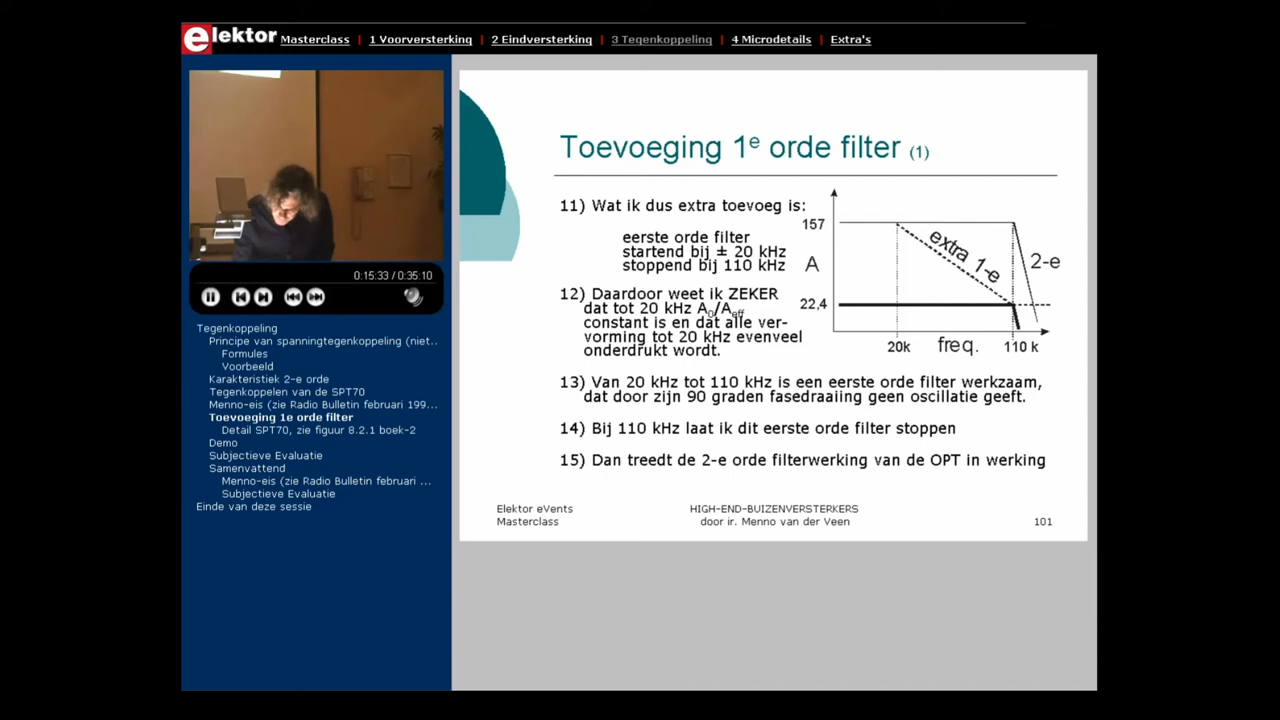 elektor Masterclass | 1 Voorversterking | 2 Eindversterking | 3 Tegenkoppeling | 4 Microdetails | Extra's
0:15:33 / 0:35:10
Tegenkoppeling
Principe van spanningtegenkoppeling (niet..
Formules
Voorbeeld
Karakteristiek 2-e orde
Tegenkoppelen van de SPT70
Menno-eis (zie Radio Bulletin februari 199...
Toevoeging 1e orde filter
Detail SPT70, zie figuur 8.2.1 boek-2
Demo
Subjectieve Evaluatie
Samenvattend
Menno-eis (zie Radio Bulletin februari ...
Subjectieve Evaluatie
Einde van deze sessie
Toevoeging 1e orde filter (1)
11) Wat ik dus extra toevoeg is:
eerste orde filter
startend bij ± 20 kHz
stoppend bij 110 kHz
12) Daardoor weet ik ZEKER
dat tot 20 kHz A0/Aeff
constant is en dat alle ver-
vorming tot 20 kHz evenveel
onderdrukt wordt.
157
A
22,4
extra 1-e
2-e
20k freq. 110 k
13) Van 20 kHz tot 110 kHz is een eerste orde filter werkzaam,
dat door zijn 90 graden fasedraaiing geen oscillatie geeft.
14) Bij 110 kHz laat ik dit eerste orde filter stoppen
15) Dan treedt de 2-e orde filterwerking van de OPT in werking
Elektor eVents
Masterclass
HIGH-END-BUIZENVERSTERKERS
door ir. Menno van der Veen
101